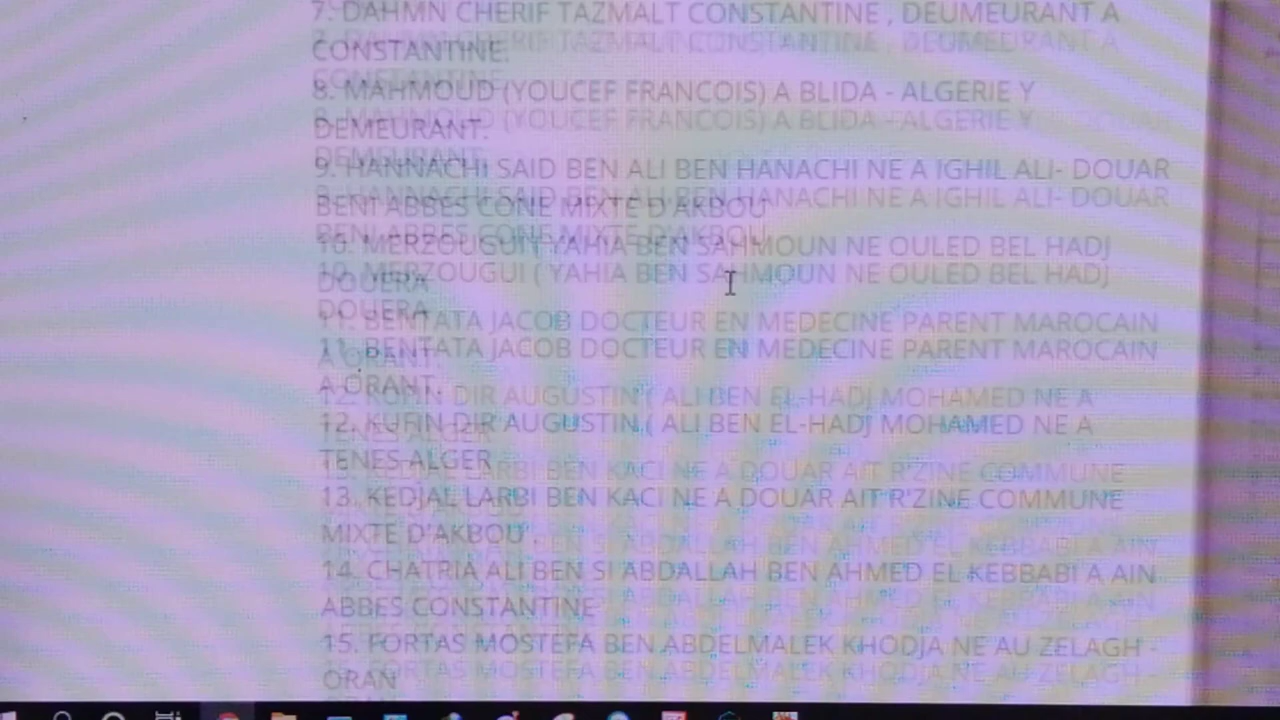 7. DAHMN CHERIF TAZMALT CONSTANTINE , DEUMEURANT A
CONSTANTINE.
8. MAHMOUD (YOUCEF FRANCOIS) A BLIDA - ALGERIE Y
DEMEURANT.
9. HANNACHI SAID BEN ALI BEN HANACHI NE A IGHIL ALI- DOUAR
BENI ABBES CONE MIXTE D'AKBOU
10. MERZOUGUI ( YAHIA BEN SAHMOUN NE OULED BEL HADJ
DOUERA
11. BENTATA JACOB DOCTEUR EN MEDECINE PARENT MAROCAIN
A ORANT.
12. KUFIN DIR AUGUSTIN ( ALI BEN EL-HADJ MOHAMED NE A
TENES ALGER
13. KEDJAL LARBI BEN KACI NE A DOUAR AIT R'ZINE COMMUNE
MIXTE D'AKBOU .
14. CHATRIA ALI BEN SI ABDALLAH BEN AHMED EL KEBBABI A AIN
ABBES CONSTANTINE
15. FORTAS MOSTEFA BEN ABDELMALEK KHODJA NE AU ZELAGH -
ORAN